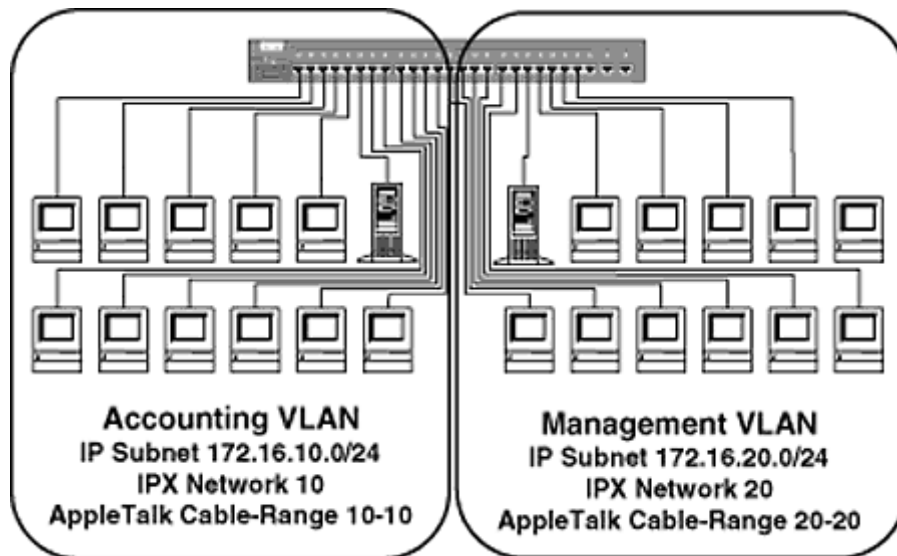 Accounting VLAN
IP Subnet 172.16.10.0/24
IPX Network 10
AppleTalk Cable-Range 10-10
Management VLAN
IP Subnet 172.16.20.0/24
IPX Network 20
AppleTalk Cable-Range 20-20